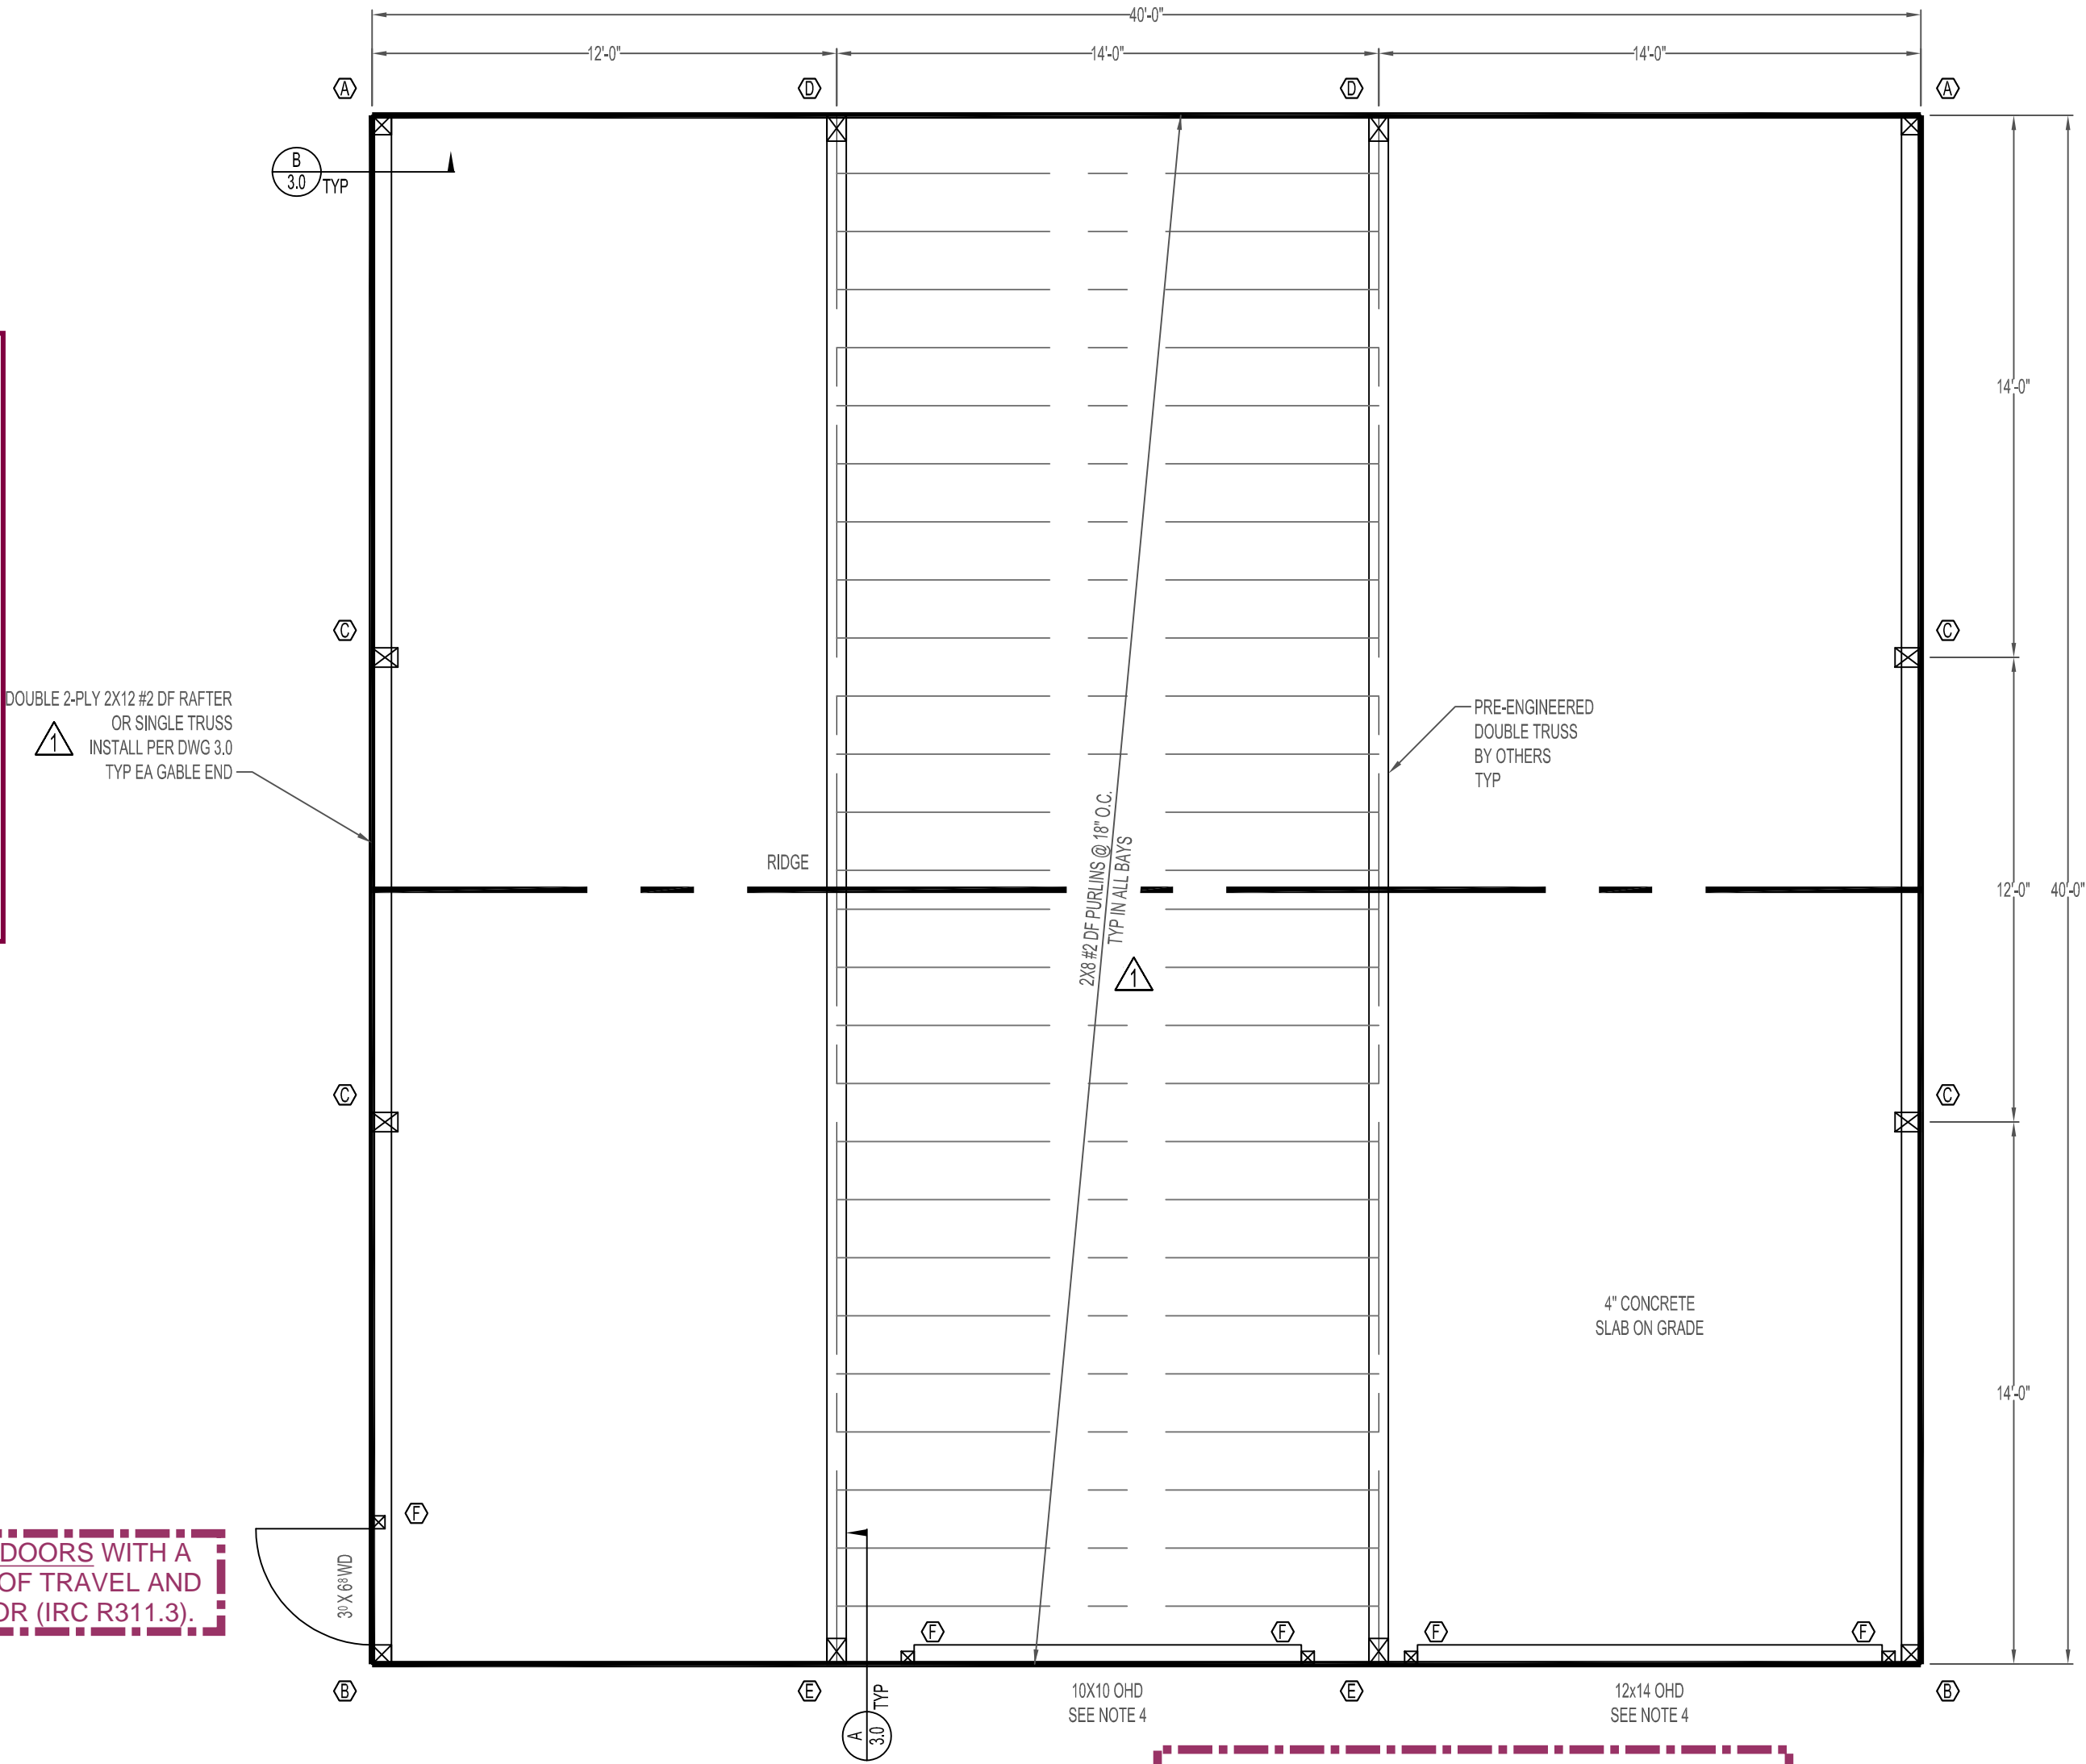 40'-0"
12'-0"
14'-0"
14'-0"
A
D
D
A
B
3.0
TYP
14'-0"
C
C
DOUBLE 2-PLY 2X12 #2 DF RAFTER
OR SINGLE TRUSS
INSTALL PER DWG 3.0
TYP EA GABLE END
1
PRE-ENGINEERED
DOUBLE TRUSS
BY OTHERS
TYP
2X8 #2 DF PURLINS @ 18" O.C.
TYP IN ALL BAYS
1
RIDGE
12'-0"
40'-0"
C
C
4" CONCRETE
SLAB ON GRADE
14'-0"
F
DOORS WITH A
OF TRAVEL AND
OR (IRC R311.3).
3⁰ X 6⁸ WD
F
F
F
F
B
E
E
B
10X10 OHD
SEE NOTE 4
12x14 OHD
SEE NOTE 4
A
3.0
TYP